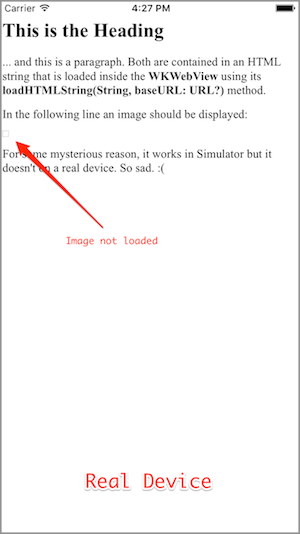 Carrier 4:27 PM
This is the Heading
... and this is a paragraph. Both are contained in an HTML
string that is loaded inside the WKWebView using its
loadHTMLString(String, baseURL: URL?) method.
In the following line an image should be displayed:
For some mysterious reason, it works in Simulator but it
doesn't on a real device. So sad. :(
Image not loaded
Real Device